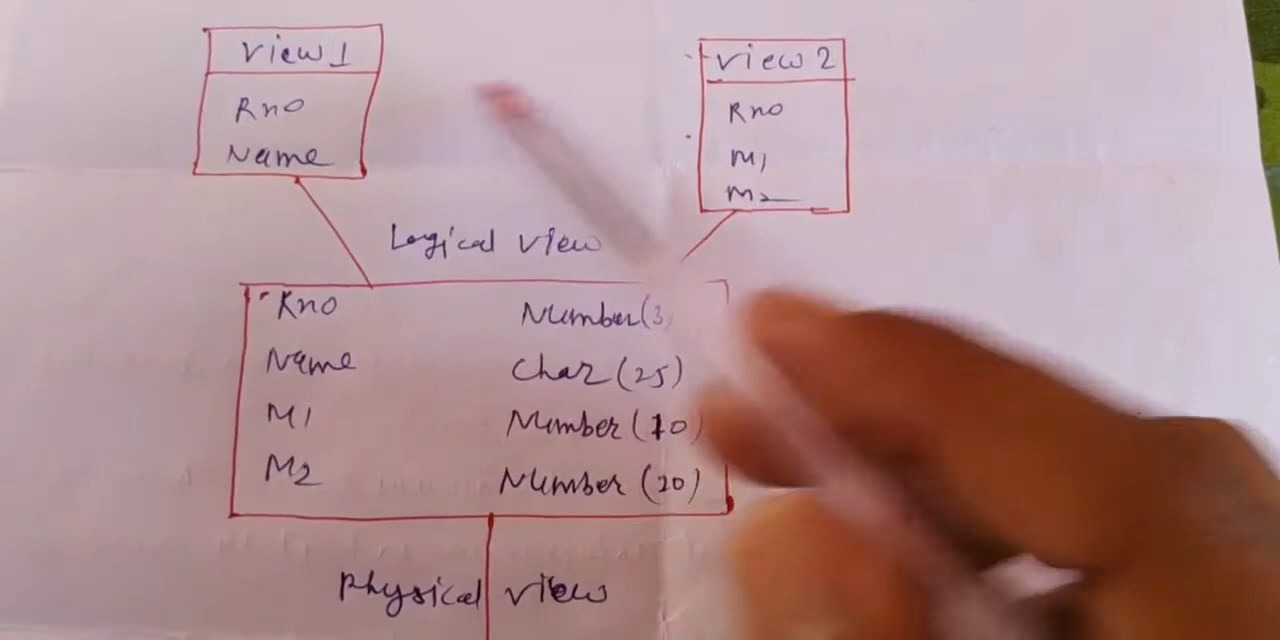 View 1
Rno
Name
View 2
Rno
M1
M2
Logical view
Rno Number(3
Name Char (25)
M1 Number (10)
M2 Number (20)
Physical view